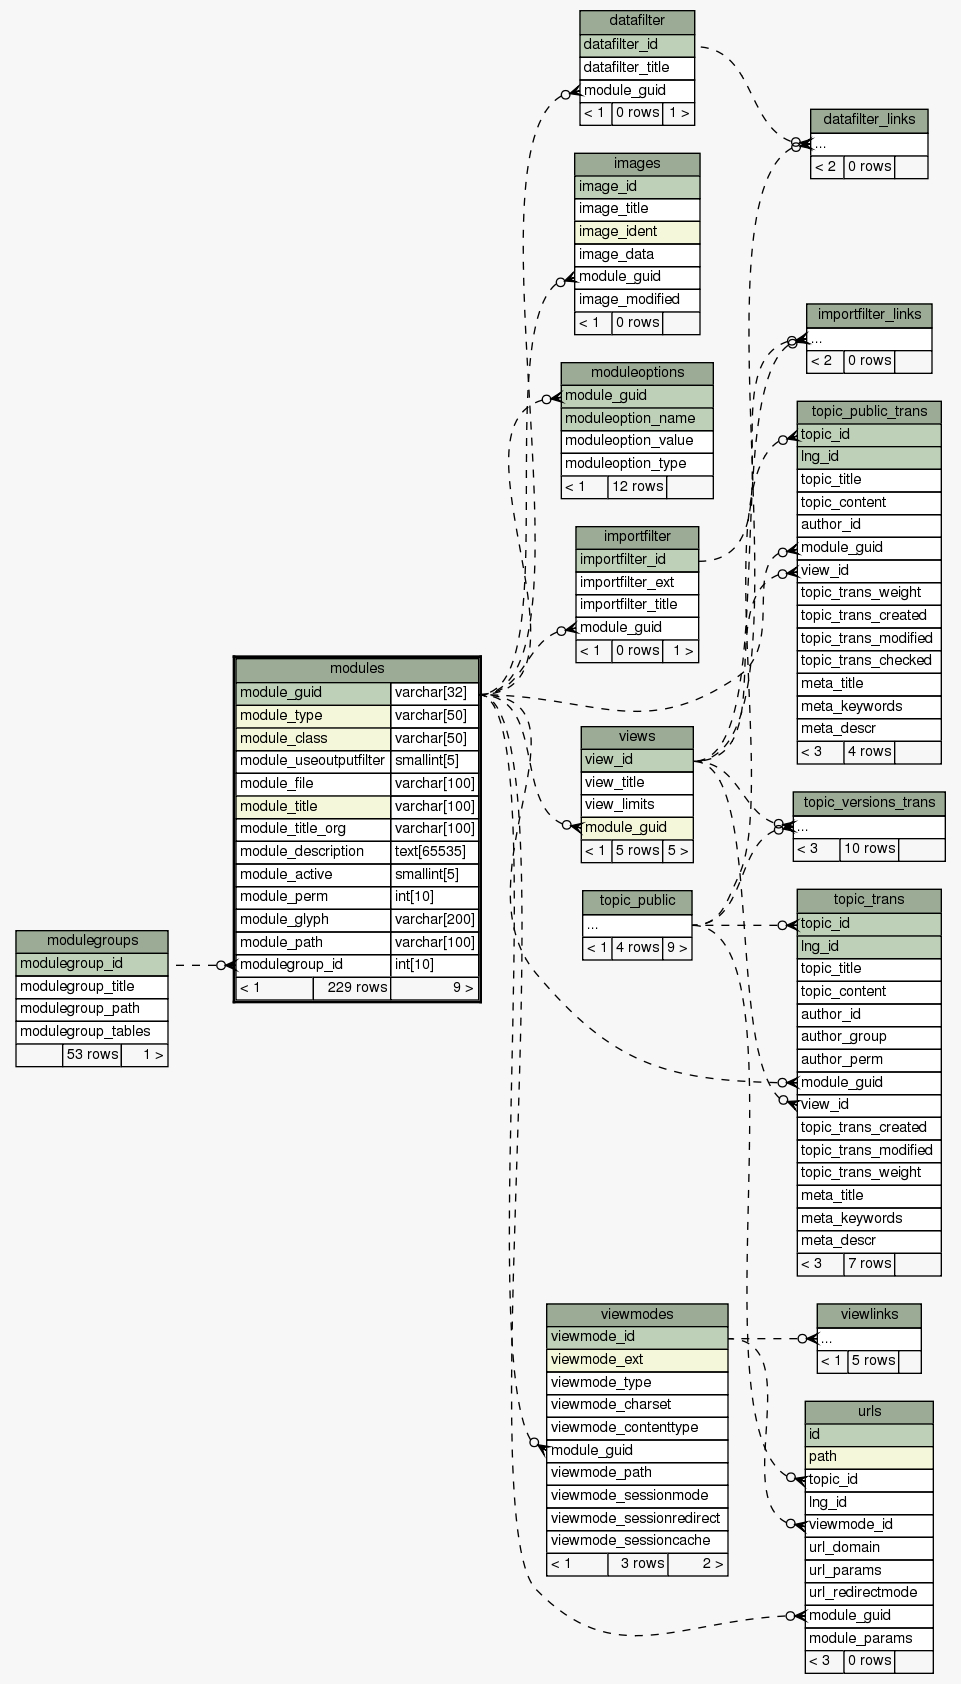 datafilter
datafilter_id
datafilter_title
module_guid
< 1 0 rows 1 >
datafilter_links
...
< 2 0 rows
images
image_id
image_title
image_ident
image_data
module_guid
image_modified
< 1 0 rows
importfilter_links
...
< 2 0 rows
moduleoptions
module_guid
moduleoption_name
moduleoption_value
moduleoption_type
< 1 12 rows
topic_public_trans
topic_id
lng_id
topic_title
topic_content
author_id
module_guid
view_id
topic_trans_weight
topic_trans_created
topic_trans_modified
topic_trans_checked
meta_title
meta_keywords
meta_descr
< 3 4 rows
importfilter
importfilter_id
importfilter_ext
importfilter_title
module_guid
< 1 0 rows 1 >
modules
module_guid varchar[32]
module_type varchar[50]
module_class varchar[50]
module_useoutputfilter smallint[5]
module_file varchar[100]
module_title varchar[100]
module_title_org varchar[100]
module_description text[65535]
module_active smallint[5]
module_perm int[10]
module_glyph varchar[200]
module_path varchar[100]
modulegroup_id int[10]
< 1 229 rows 9 >
views
view_id
view_title
view_limits
module_guid
< 1 5 rows 5 >
topic_versions_trans
...
< 3 10 rows
topic_public
...
< 1 4 rows 9 >
topic_trans
topic_id
lng_id
topic_title
topic_content
author_id
author_group
author_perm
module_guid
view_id
topic_trans_created
topic_trans_modified
topic_trans_weight
meta_title
meta_keywords
meta_descr
< 3 7 rows
modulegroups
modulegroup_id
modulegroup_title
modulegroup_path
modulegroup_tables
53 rows 1 >
viewmodes
viewmode_id
viewmode_ext
viewmode_type
viewmode_charset
viewmode_contenttype
module_guid
viewmode_path
viewmode_sessionmode
viewmode_sessionredirect
viewmode_sessioncache
< 1 3 rows 2 >
viewlinks
...
< 1 5 rows
urls
id
path
topic_id
lng_id
viewmode_id
url_domain
url_params
url_redirectmode
module_guid
module_params
< 3 0 rows